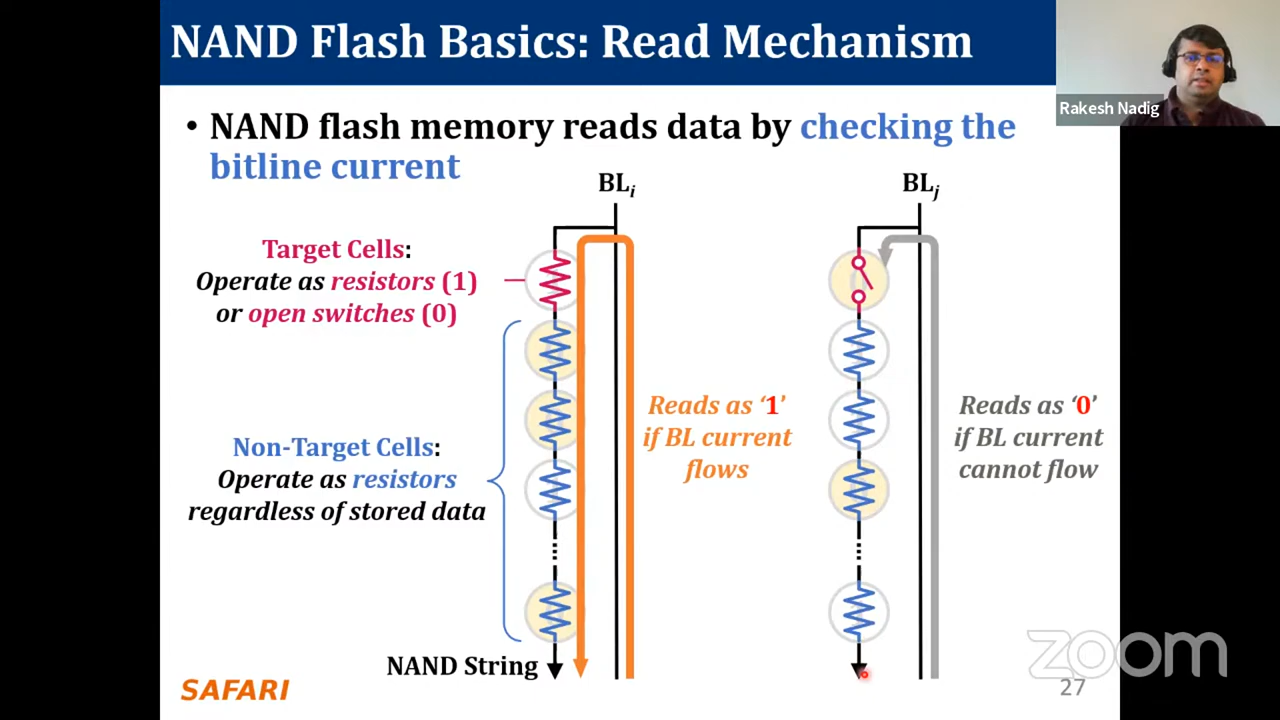 NAND Flash Basics: Read Mechanism
Rakesh Nadig
• NAND flash memory reads data by checking the
bitline current
BLi
BLj
Target Cells:
Operate as resistors (1)
or open switches (0)
Non-Target Cells:
Operate as resistors
regardless of stored data
Reads as ‘1’
if BL current
flows
Reads as ‘0’
if BL current
cannot flow
NAND String
SAFARI
zoom
27